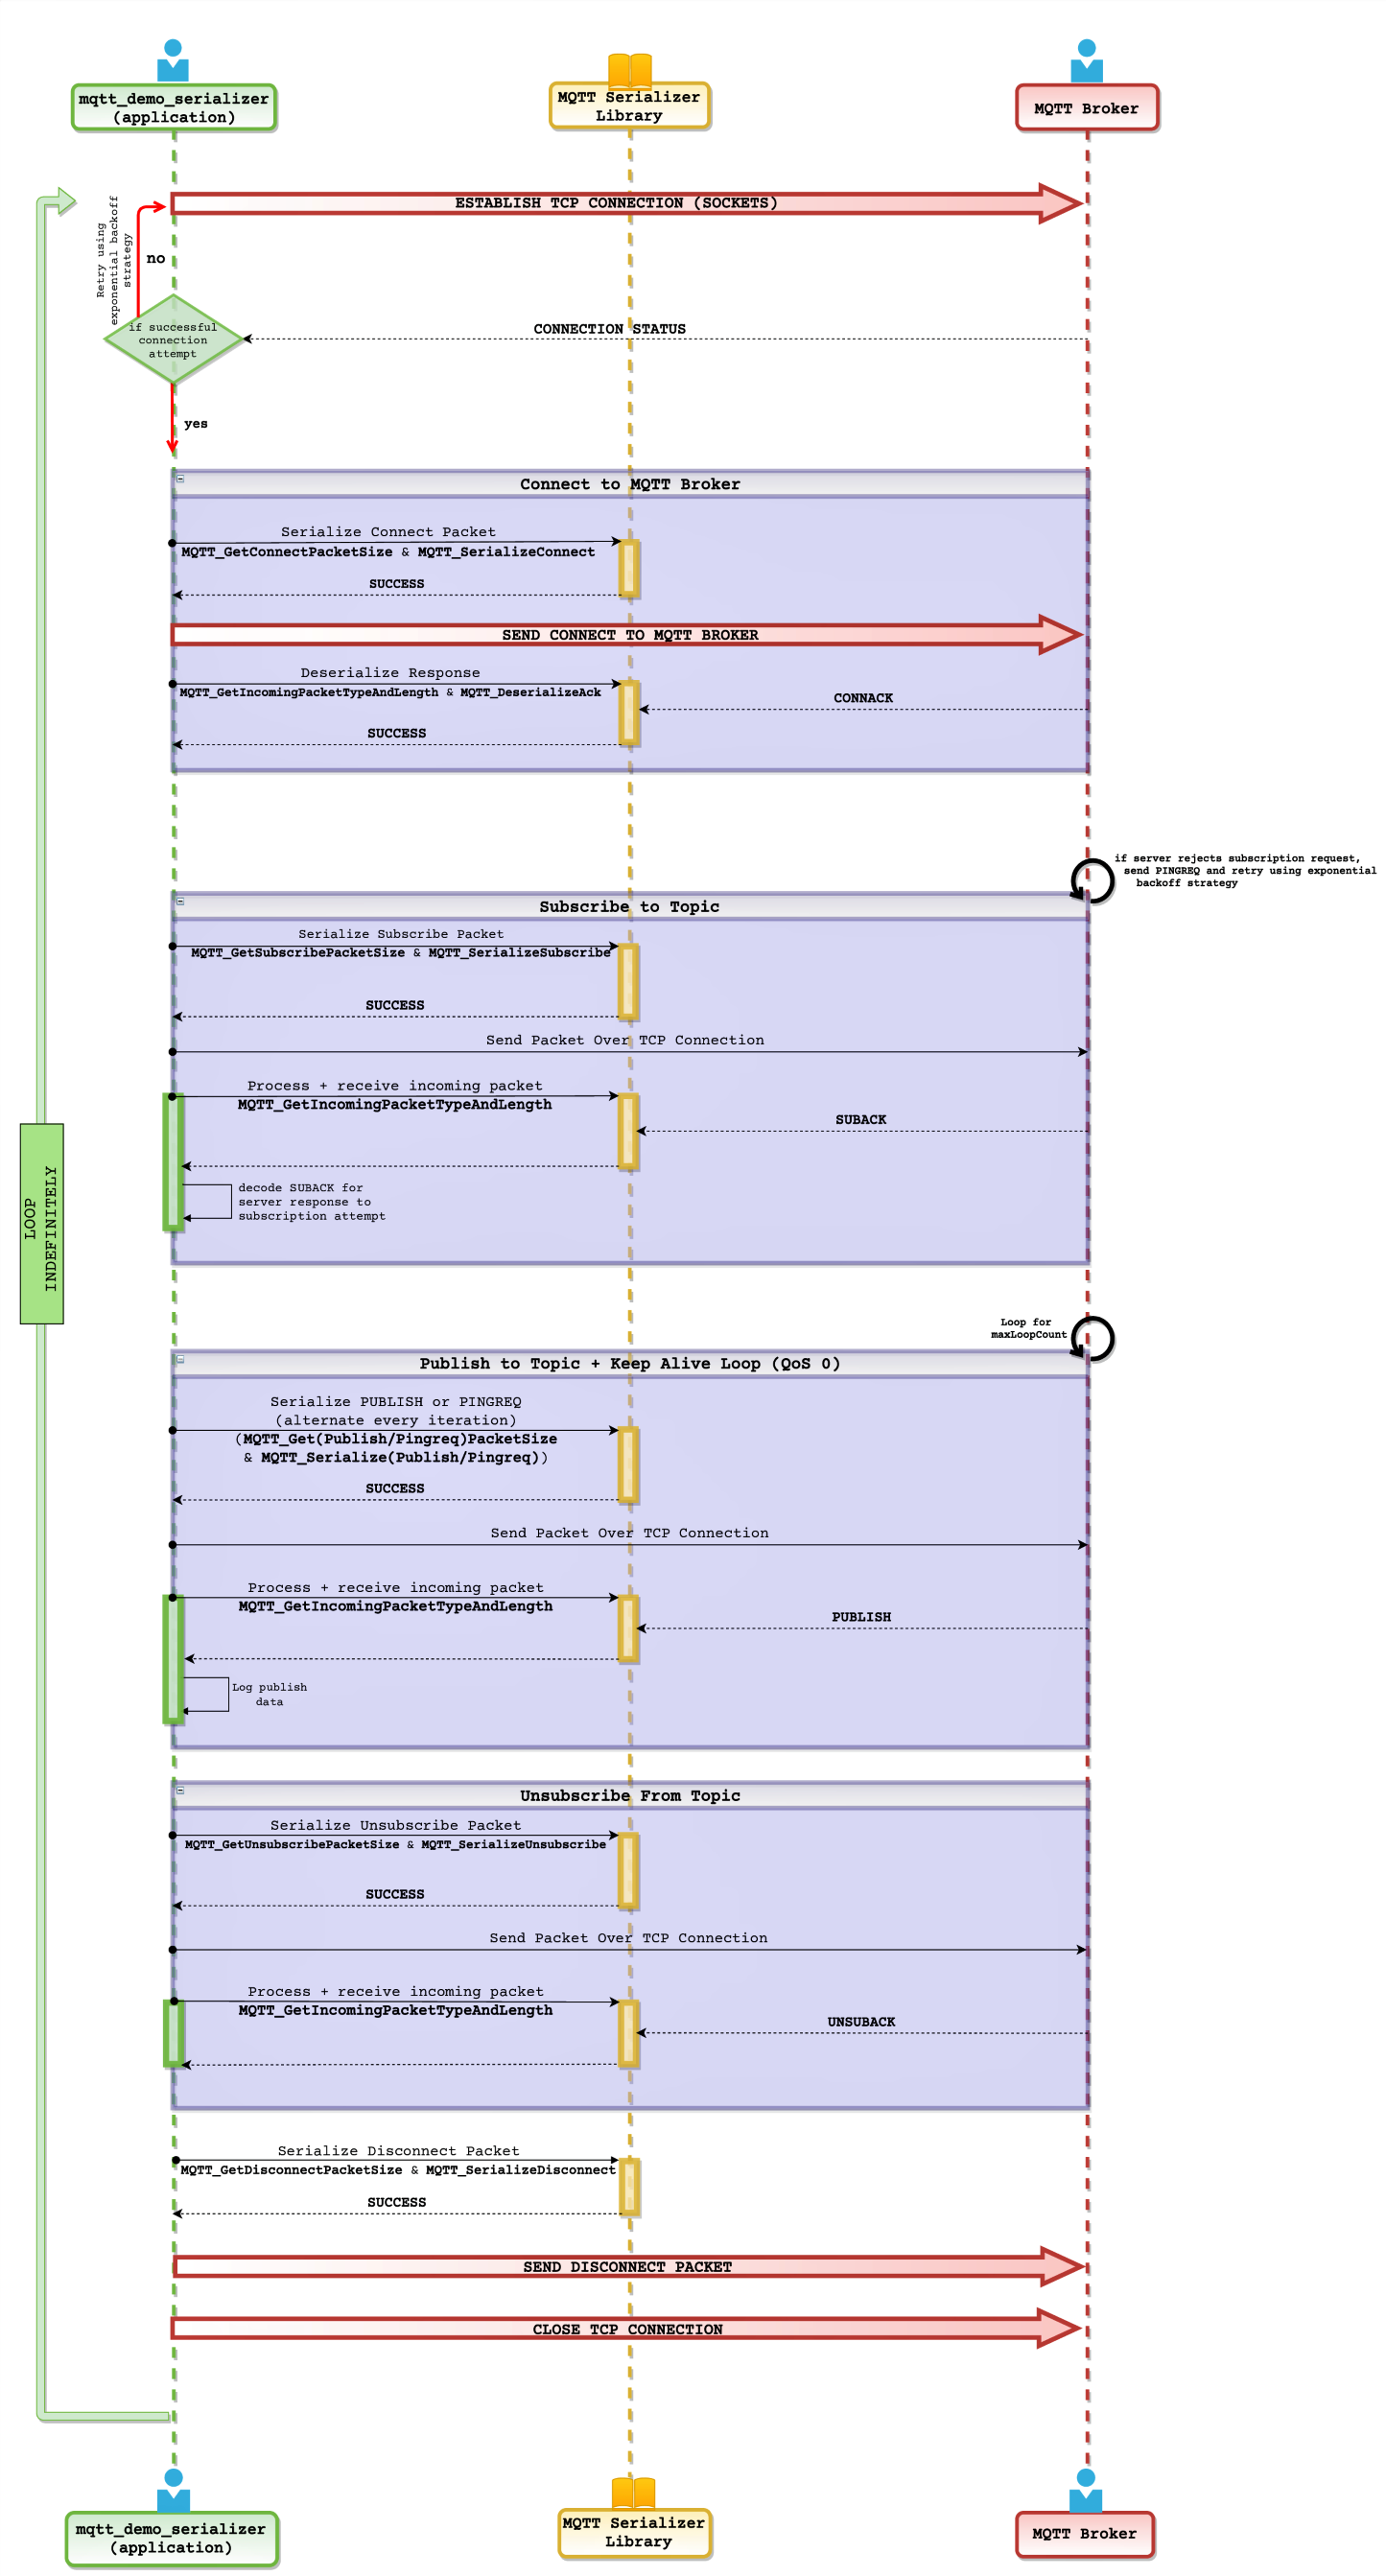 mqtt_demo_serializer
(application)
MQTT Serializer
Library
MQTT Broker
ESTABLISH TCP CONNECTION (SOCKETS)
Retry using
exponential backoff
strategy
no
if successful
connection
attempt
CONNECTION STATUS
yes
Connect to MQTT Broker
Serialize Connect Packet
MQTT_GetConnectPacketSize & MQTT_SerializeConnect
SUCCESS
SEND CONNECT TO MQTT BROKER
Deserialize Response
MQTT_GetIncomingPacketTypeAndLength & MQTT_DeserializeAck
CONNACK
SUCCESS
if server rejects subscription request,
send PINGREQ and retry using exponential
backoff strategy
Subscribe to Topic
Serialize Subscribe Packet
MQTT_GetSubscribePacketSize & MQTT_SerializeSubscribe
SUCCESS
Send Packet Over TCP Connection
Process + receive incoming packet
MQTT_GetIncomingPacketTypeAndLength
SUBACK
decode SUBACK for
server response to
subscription attempt
LOOP
INDEFINITELY
Loop for
maxLoopCount
Publish to Topic + Keep Alive Loop (QoS 0)
Serialize PUBLISH or PINGREQ
(alternate every iteration)
(MQTT_Get(Publish/Pingreq)PacketSize
& MQTT_Serialize(Publish/Pingreq))
SUCCESS
Send Packet Over TCP Connection
Process + receive incoming packet
MQTT_GetIncomingPacketTypeAndLength
PUBLISH
Log publish
data
Unsubscribe From Topic
Serialize Unsubscribe Packet
MQTT_GetUnsubscribePacketSize & MQTT_SerializeUnsubscribe
SUCCESS
Send Packet Over TCP Connection
Process + receive incoming packet
MQTT_GetIncomingPacketTypeAndLength
UNSUBACK
Serialize Disconnect Packet
MQTT_GetDisconnectPacketSize & MQTT_SerializeDisconnect
SUCCESS
SEND DISCONNECT PACKET
CLOSE TCP CONNECTION
mqtt_demo_serializer
(application)
MQTT Serializer
Library
MQTT Broker